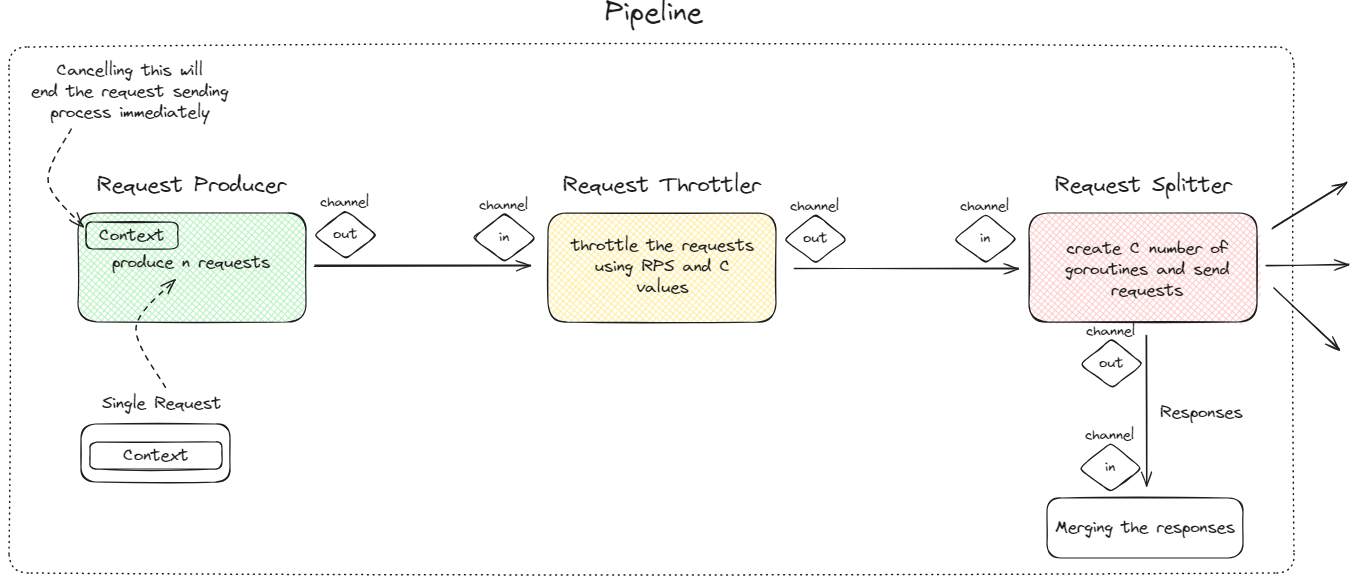 Pipeline
Cancelling this will
end the request sending
process immediately
Request Producer
channel
out
channel
in
Request Throttler
channel
out
channel
in
Request Splitter
Context
produce n requests
throttle the requests
using RPS and C
values
create C number of
goroutines and send
requests
channel
out
Responses
Single Request
Context
channel
in
Merging the responses